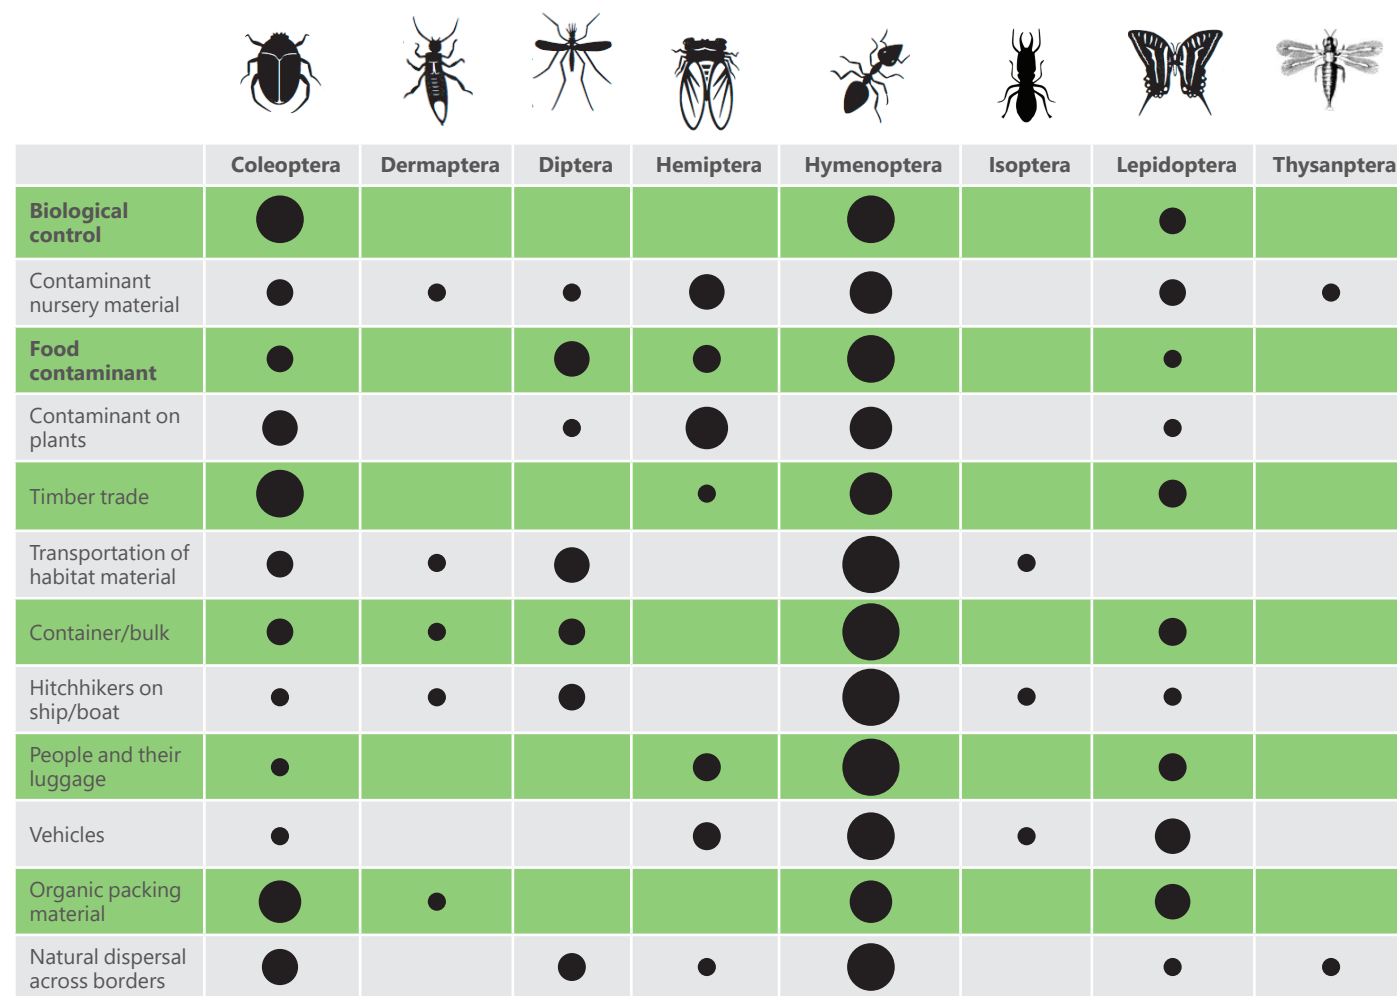 Coleoptera Dermaptera Diptera Hemiptera Hymenoptera Isoptera Lepidoptera Thysanptera
Biological
control
Contaminant
nursery material
Food
contaminant
Contaminant on
plants
Timber trade
Transportation of
habitat material
Container/bulk
Hitchhikers on
ship/boat
People and their
luggage
Vehicles
Organic packing
material
Natural dispersal
across borders